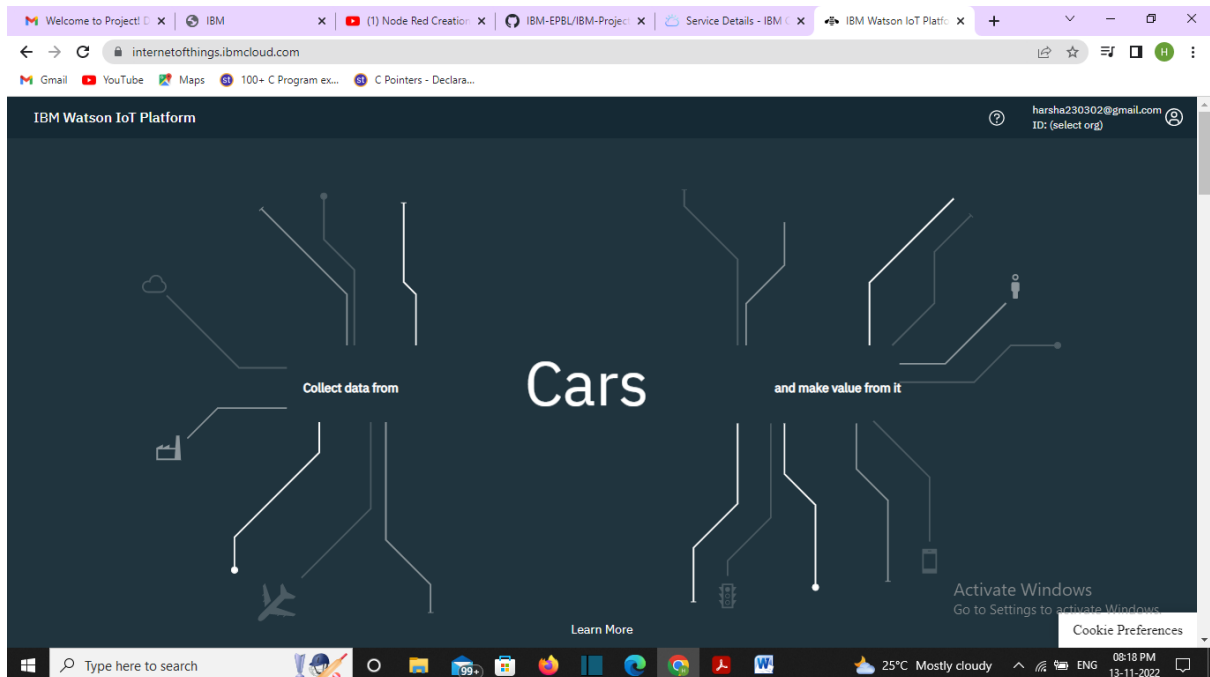 Welcome to Project! D
IBM
(1) Node Red Creation
IBM-EPBL/IBM-Project
Service Details - IBM C
IBM Watson IoT Platfo
internetofthings.ibmcloud.com
H
Gmail
YouTube
Maps
st 100+ C Program ex...
st C Pointers - Declara...
IBM Watson IoT Platform
harsha230302@gmail.com
ID: (select org)
Collect data from
Cars
and make value from it
Activate Windows
Go to Settings to activate Windows.
Learn More
Cookie Preferences
Type here to search
99+
W
25°C Mostly cloudy
ENG
08:18 PM
13-11-2022